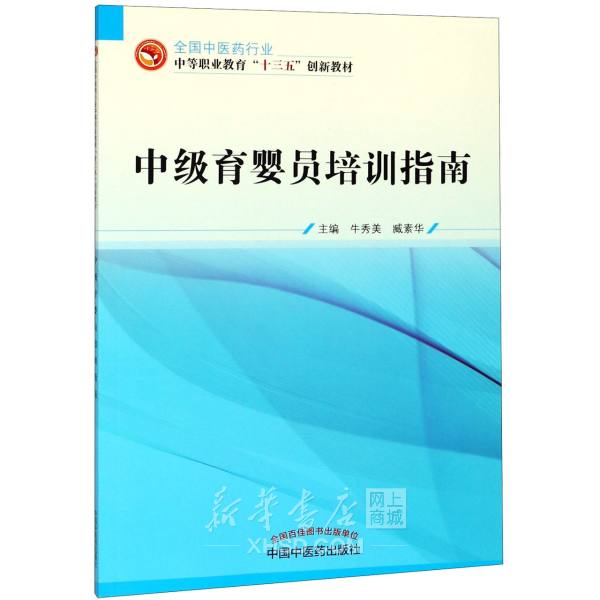 全国中医药行业
中等职业教育“十三五”创新教材
中级育婴员培训指南
主编 牛秀美 臧素华
新华书店
网上
商城
XHSD.COM
全国百佳图书出版单位
中国中医药出版社